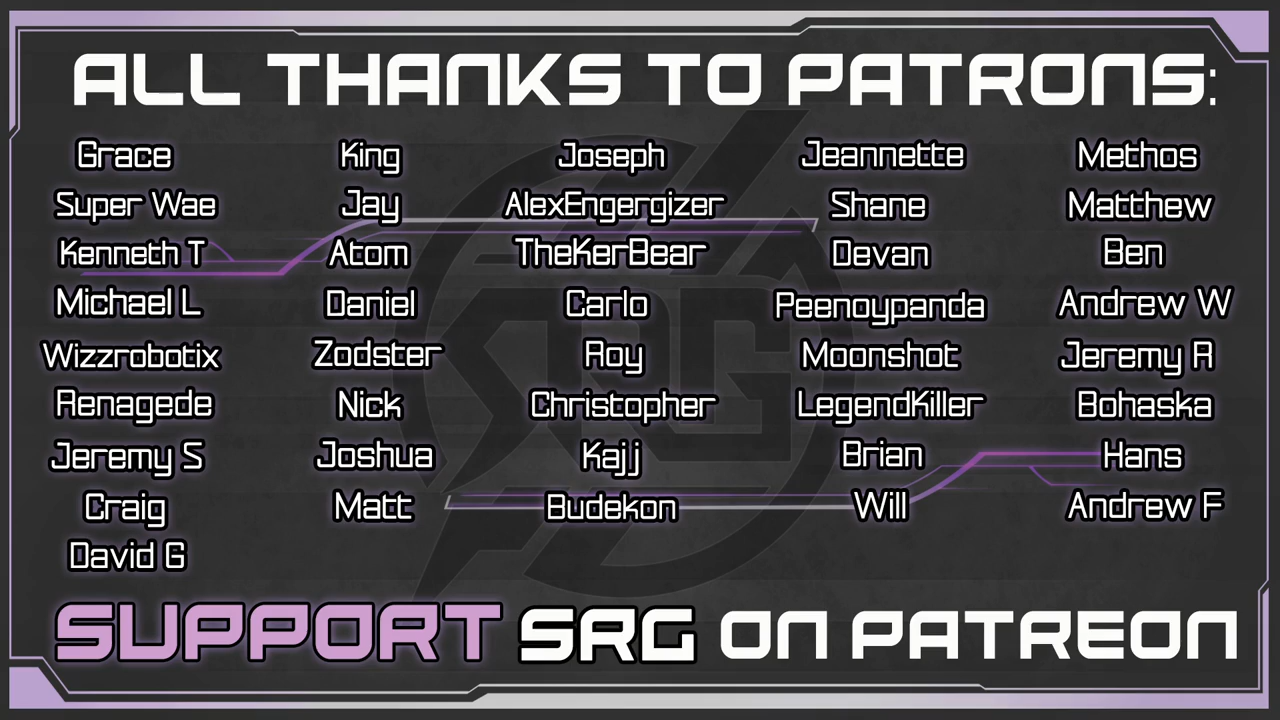 ALL THANKS TO PATRONS:
Grace King Joseph Jeannette Methos
Super Wae Jay AlexEngergizer Shane Matthew
Kenneth T Atom TheKerBear Devan Ben
Michael L Daniel Carlo Peenoypanda Andrew W
Wizzrobotix Zodster Roy Moonshot Jeremy R
Renagede Nick Christopher LegendKiller Bohaska
Jeremy S Joshua Kajj Brian Hans
Craig Matt Budekon Will Andrew F
David G
SUPPORT SRG ON PATREON